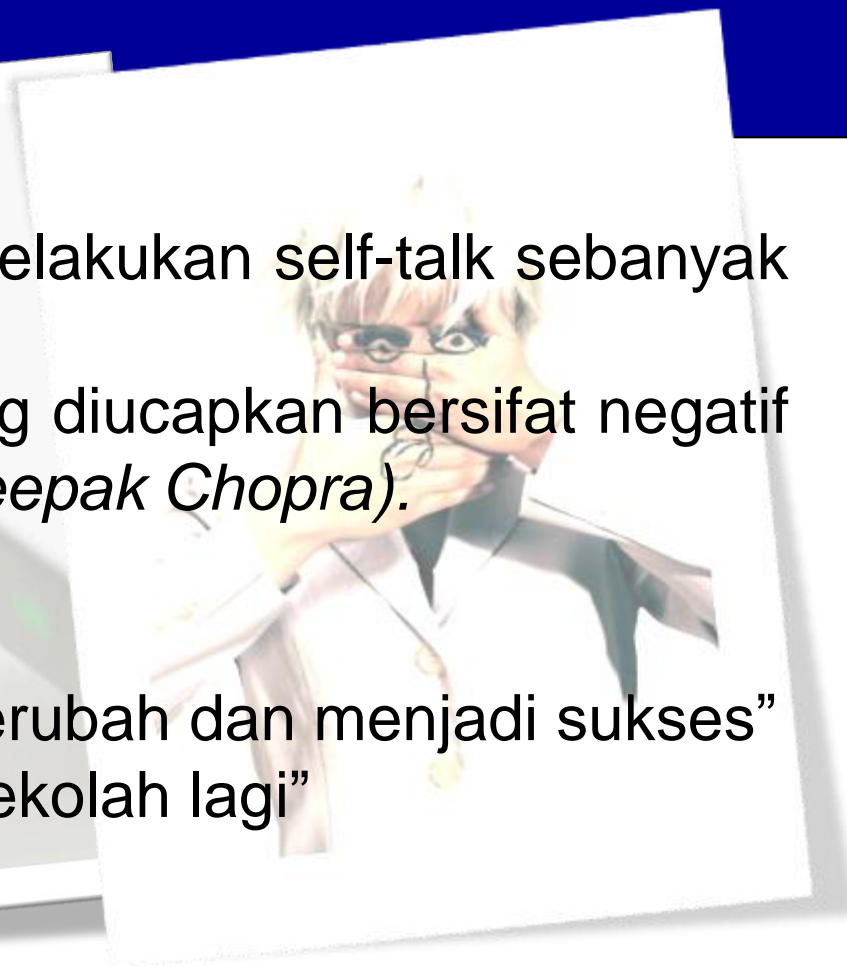 elakukan self-talk sebanyak
g diucapkan bersifat negatif
eepak Chopra).
erubah dan menjadi sukses”
ekolah lagi”